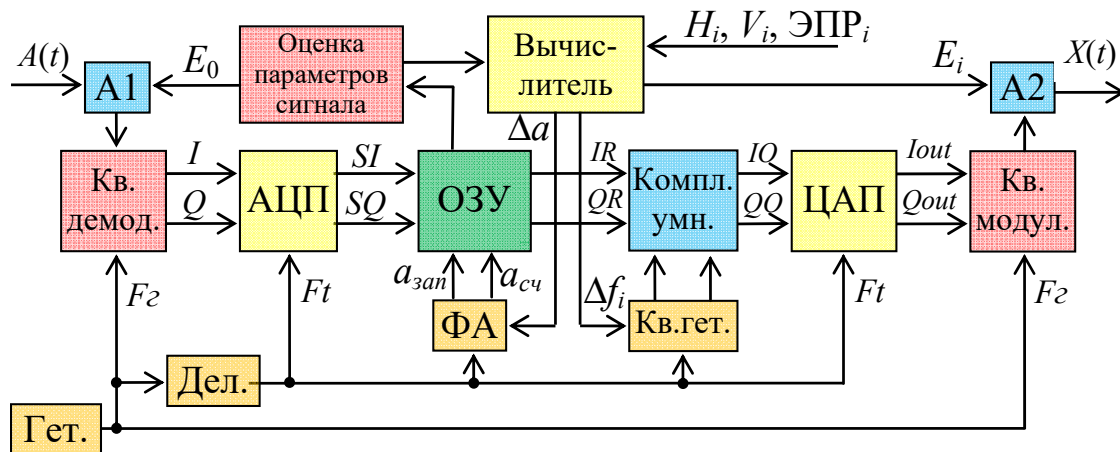 A(t)
А1
E₀
Оценка
параметров
сигнала
Вычис-
литель
Hᵢ, Vᵢ, ЭПРᵢ
Eᵢ
А2
X(t)
Δa
Кв.
демод.
I
Q
АЦП
SI
SQ
ОЗУ
IR
QR
Компл.
умн.
IQ
QQ
ЦАП
Iout
Qout
Кв.
модул.
Fг
Ft
aзап
aсч
Δfᵢ
Ft
Fг
ФА
Кв.гет.
Дел.
Гет.